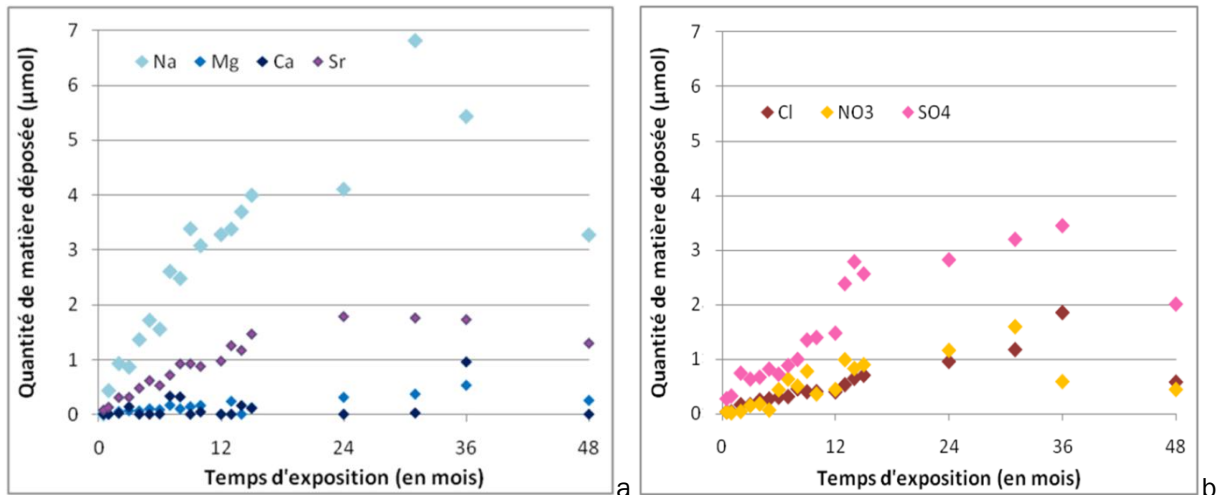 Quantité de matière déposée (µmol)
7
6
5
4
3
2
1
0
Na Mg Ca Sr
0 12 24 36 48
Temps d'exposition (en mois)
a
Quantité de matière déposée (µmol)
7
6
5
4
3
2
1
0
Cl NO3 SO4
0 12 24 36 48
Temps d'exposition (en mois)
b